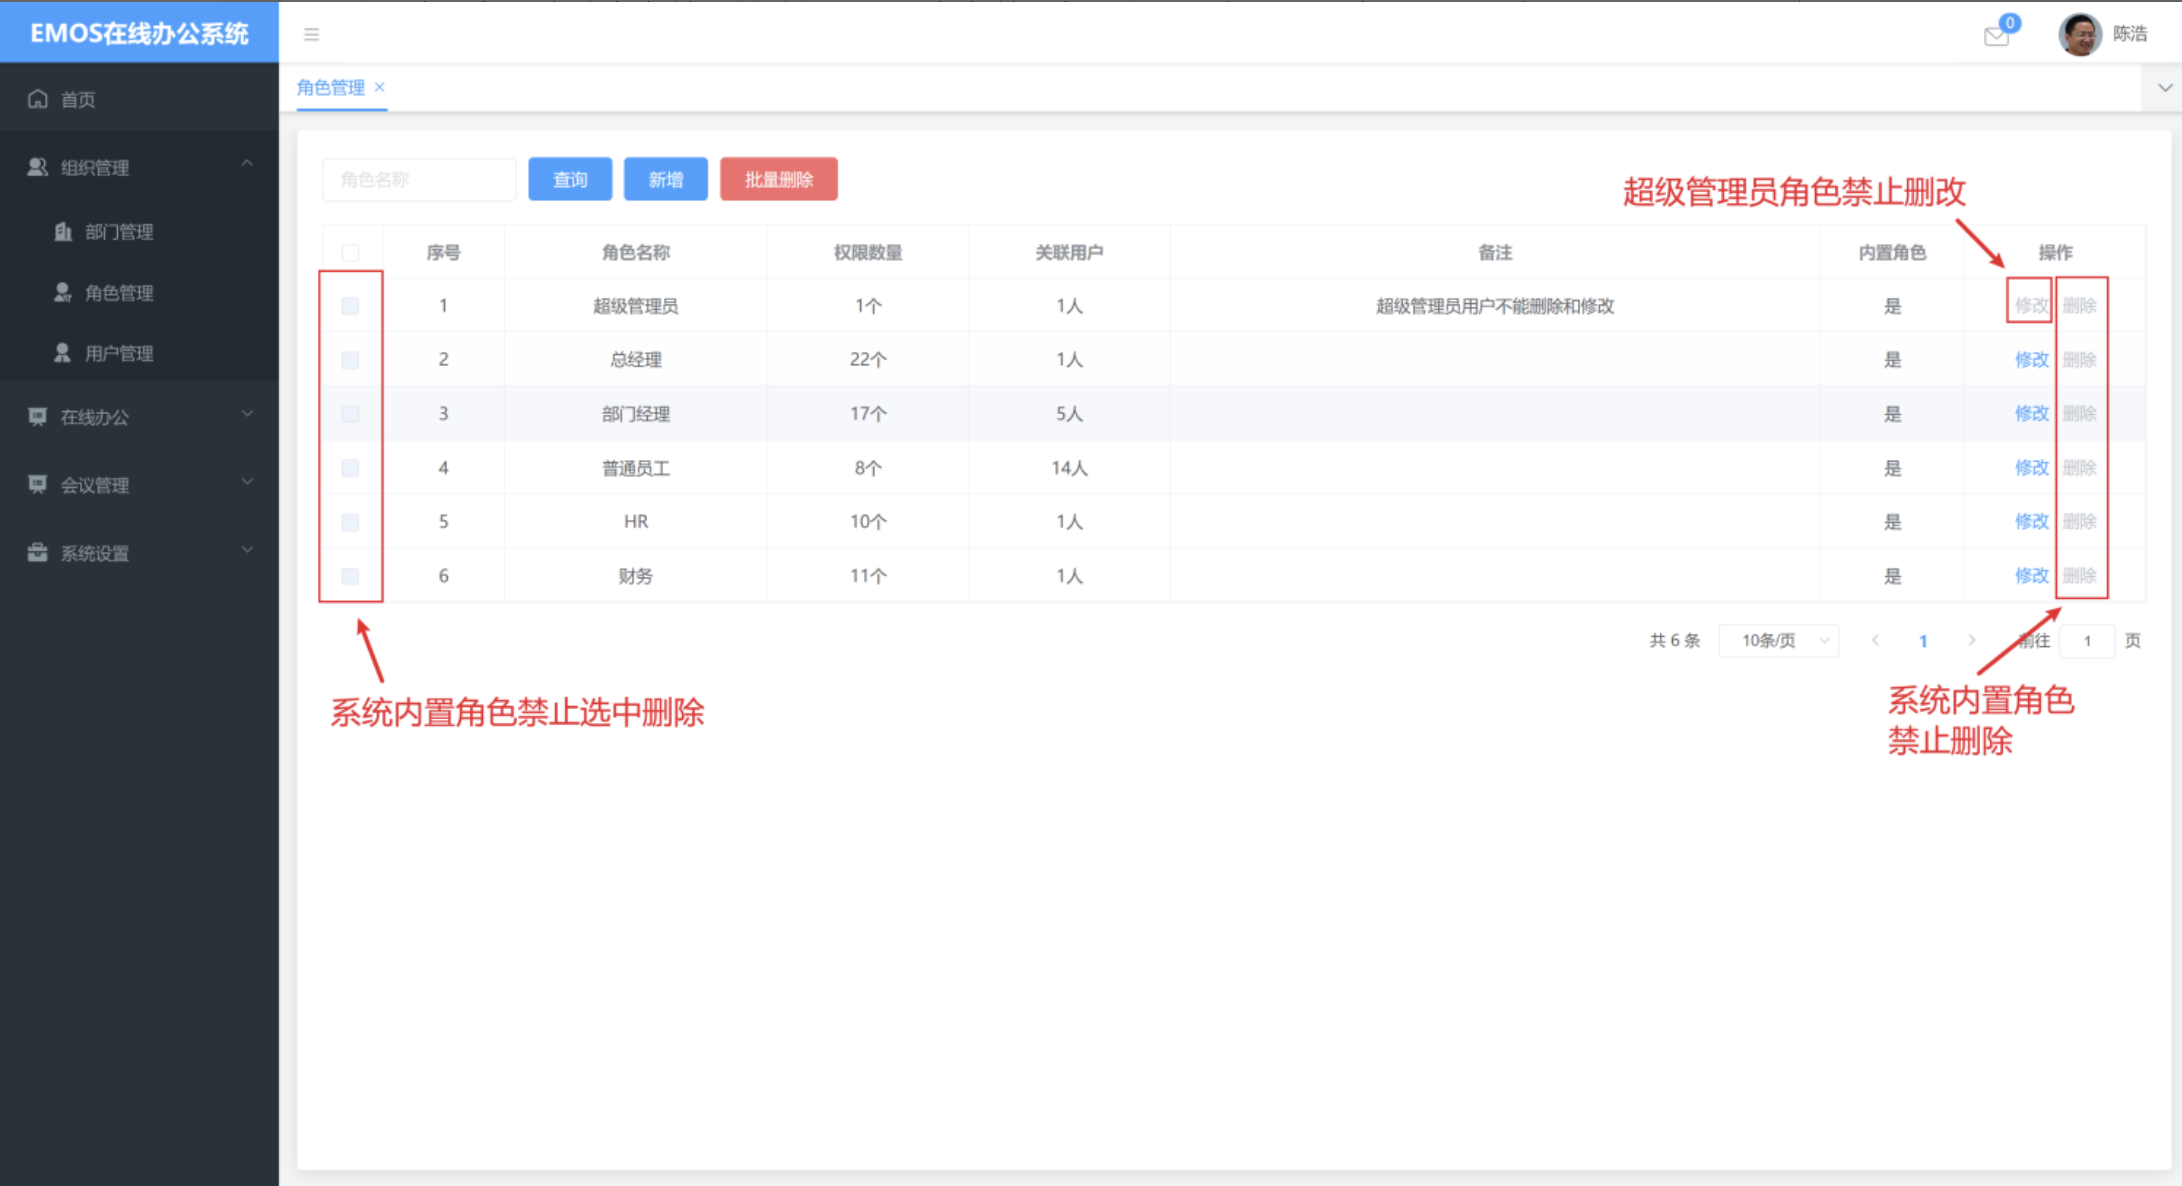 EMOS在线办公系统
0
陈浩
首页
角色管理
组织管理
部门管理
角色管理
用户管理
在线办公
会议管理
系统设置
角色名称 查询 新增 批量删除
超级管理员角色禁止删改
序号 角色名称 权限数量 关联用户 备注 内置角色 操作
1 超级管理员 1个 1人 超级管理员用户不能删除和修改 是 修改 删除
2 总经理 22个 1人 是 修改 删除
3 部门经理 17个 5人 是 修改 删除
4 普通员工 8个 14人 是 修改 删除
5 HR 10个 1人 是 修改 删除
6 财务 11个 1人 是 修改 删除
共 6 条 10条/页 1 前往 1 页
系统内置角色禁止选中删除
系统内置角色
禁止删除